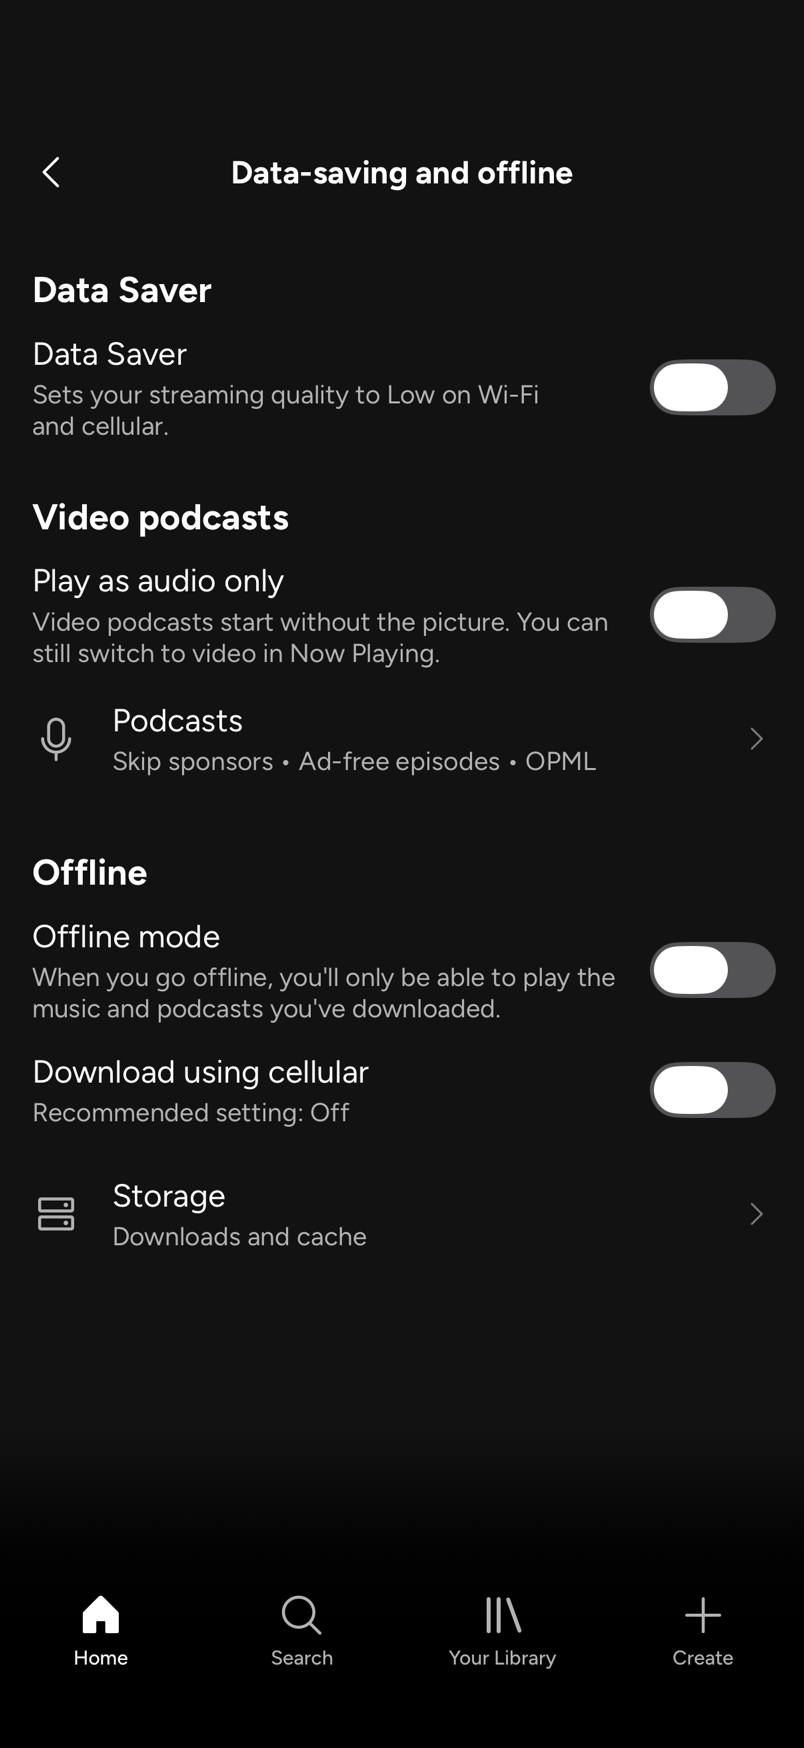 Data-saving and offline
Data Saver
Data Saver
Sets your streaming quality to Low on Wi-Fi
and cellular.
Video podcasts
Play as audio only
Video podcasts start without the picture. You can
still switch to video in Now Playing.
Podcasts
Skip sponsors • Ad-free episodes • OPML
Offline
Offline mode
When you go offline, you'll only be able to play the
music and podcasts you've downloaded.
Download using cellular
Recommended setting: Off
Storage
Downloads and cache
Home
Search
Your Library
Create